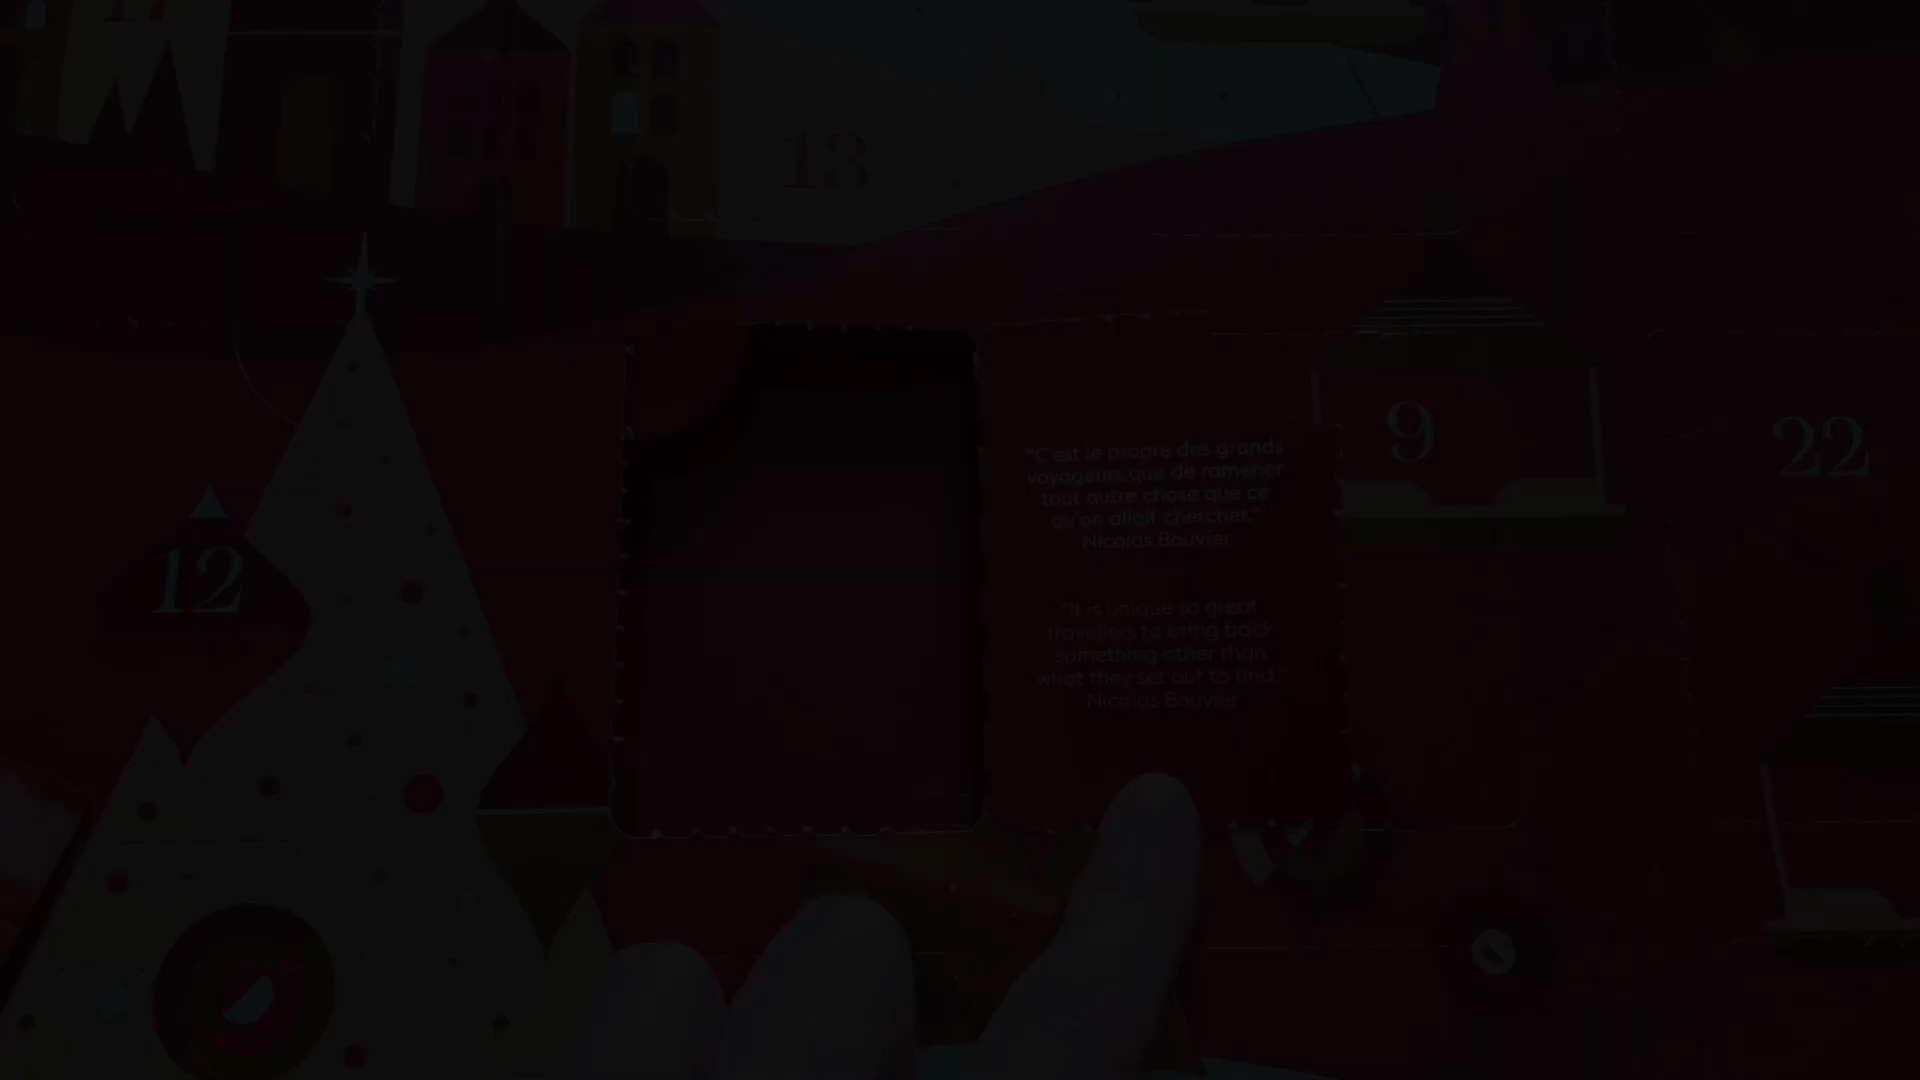 17
13
9
22
12
"C'est le propre des grands
voyageurs que de ramener
tout autre chose que ce
qu'on allait chercher."
Nicolas Bouvier
"It is unique to great
travellers to bring back
something other than
what they set out to find."
Nicolas Bouvier